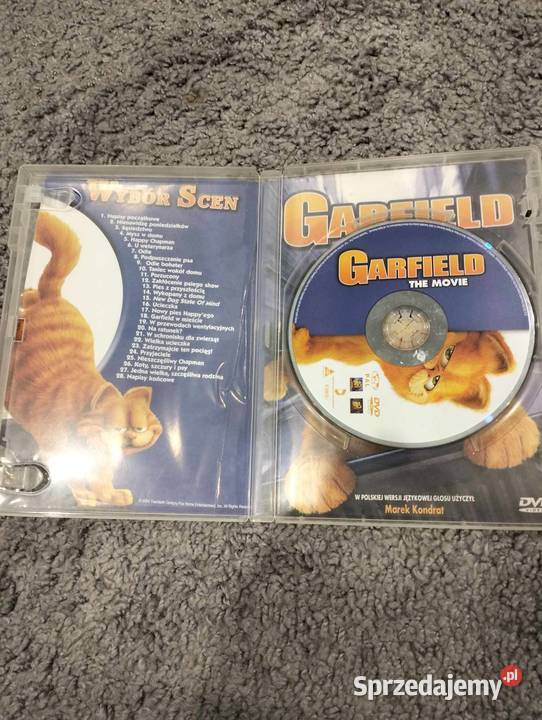 WYBÓR SCEN
1. Napisy początkowe
2. Nienawidzę poniedziałków
3. Sąsiedztwo
4. Mysz w domu
5. Happy Chapman
6. U weterynarza
7. Odie
8. Podpuszczanie psa
9. Odie bohater
10. Taniec wokół domu
11. Porzucony
12. Zakłócenie psiego show
13. Pies z przyszłością
14. Wykopany z domu
15. New Dog State Of Mind
16. Ucieczka
17. Nowy pies Happy'ego
18. Garfield w mieście
19. W przewodach wentylacyjnych
20. Na ratunek!
21. W schronisku dla zwierząt
22. Wielka ucieczka
23. Zatrzymajcie ten pociąg!
24. Przyjaciele
25. Nieszczęśliwy Chapman
26. Koty, szczury i psy
27. Jedna wielka, szczęśliwa rodzina
28. Napisy końcowe
GARFIELD
GARFIELD
THE MOVIE
PAL
DVD
W POLSKIEJ WERSJI JĘZYKOWEJ GŁOSU UŻYCZYŁ:
Marek Kondrat
DVD
VIDEO
Sprzedajemy.pl